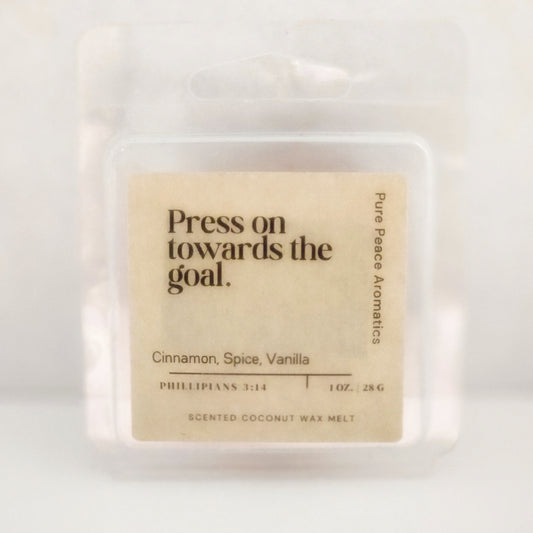 Press on
towards the
goal.
Pure Peace Aromatics
Cinnamon, Spice, Vanilla
PHILLIPIANS 3:14
1 OZ. | 28 G
SCENTED COCONUT WAX MELT